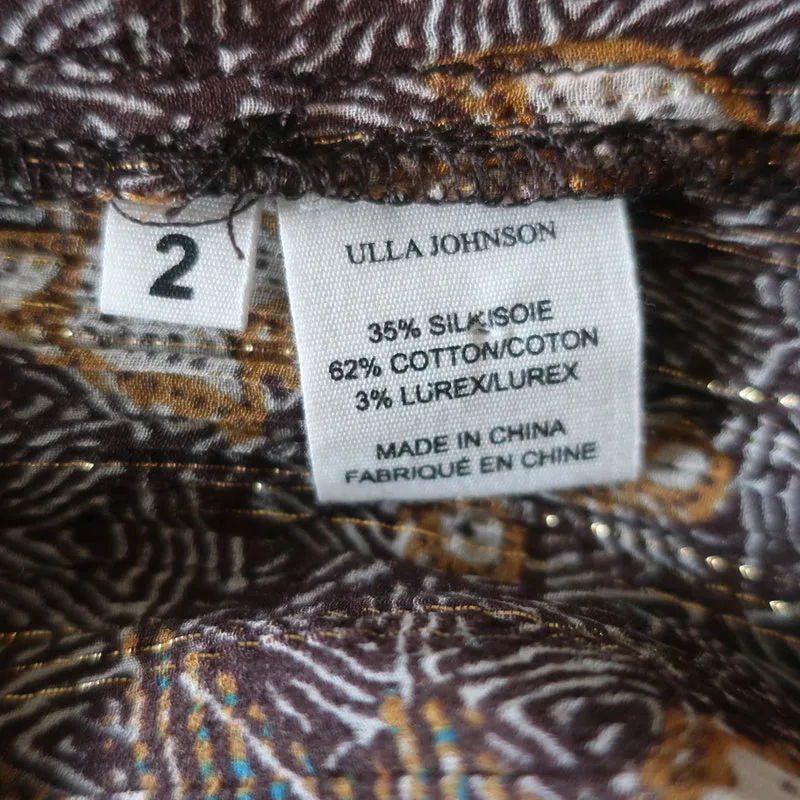 2
ULLA JOHNSON
35% SILK/SOIE
62% COTTON/COTON
3% LUREX/LUREX
MADE IN CHINA
FABRIQUÉ EN CHINE